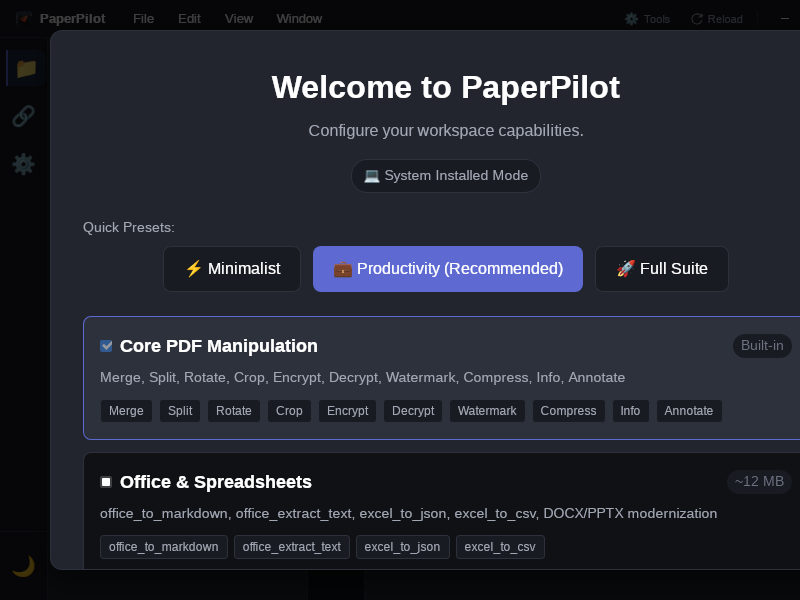 PaperPilot File Edit View Window Tools Reload
Welcome to PaperPilot
Configure your workspace capabilities.
System Installed Mode
Quick Presets:
Minimalist Productivity (Recommended) Full Suite
Core PDF Manipulation Built-in
Merge, Split, Rotate, Crop, Encrypt, Decrypt, Watermark, Compress, Info, Annotate
Merge Split Rotate Crop Encrypt Decrypt Watermark Compress Info Annotate
Office & Spreadsheets ~12 MB
office_to_markdown, office_extract_text, excel_to_json, excel_to_csv, DOCX/PPTX modernization
office_to_markdown office_extract_text excel_to_json excel_to_csv